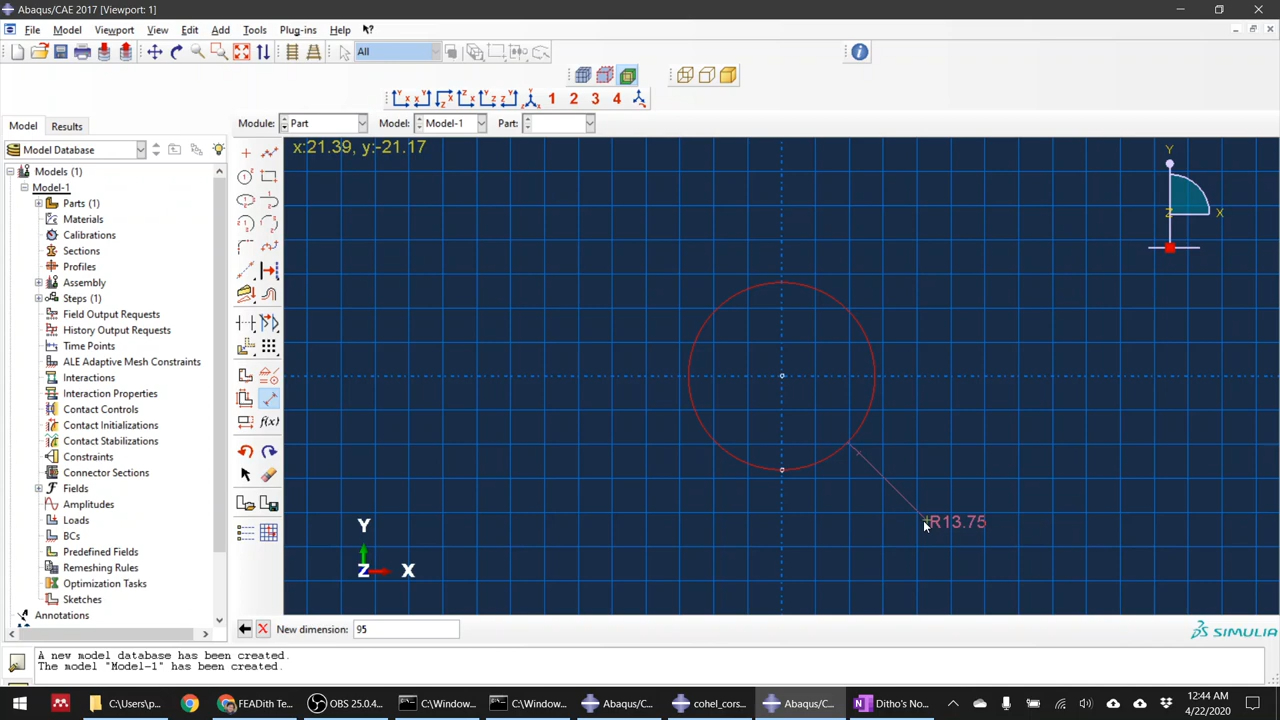 Abaqus/CAE 2017 [Viewport: 1]
File Model Viewport View Edit Add Tools Plug-ins Help
All
1 2 3 4
Model Results Module: Part Model: Model-1 Part:
Model Database
x:21.39, y:-21.17
Models (1)
Model-1
Parts (1)
Materials
Calibrations
Sections
Profiles
Assembly
Steps (1)
Field Output Requests
History Output Requests
Time Points
ALE Adaptive Mesh Constraints
Interactions
Interaction Properties
Contact Controls
Contact Initializations
Contact Stabilizations
Constraints
Connector Sections
Fields
Amplitudes
Loads
BCs
Predefined Fields
Remeshing Rules
Optimization Tasks
Sketches
Annotations
f(x)
Y
Z X
R13.75
Y
Z X
New dimension: 95
SIMULIA
A new model database has been created.
The model "Model-1" has been created.
C:\Users\p... FEADith Te... OBS 25.0.4... C:\Window... C:\Window... Abaqus/C... cohel_cors... Abaqus/C... Ditho's No...
12:44 AM
4/22/2020